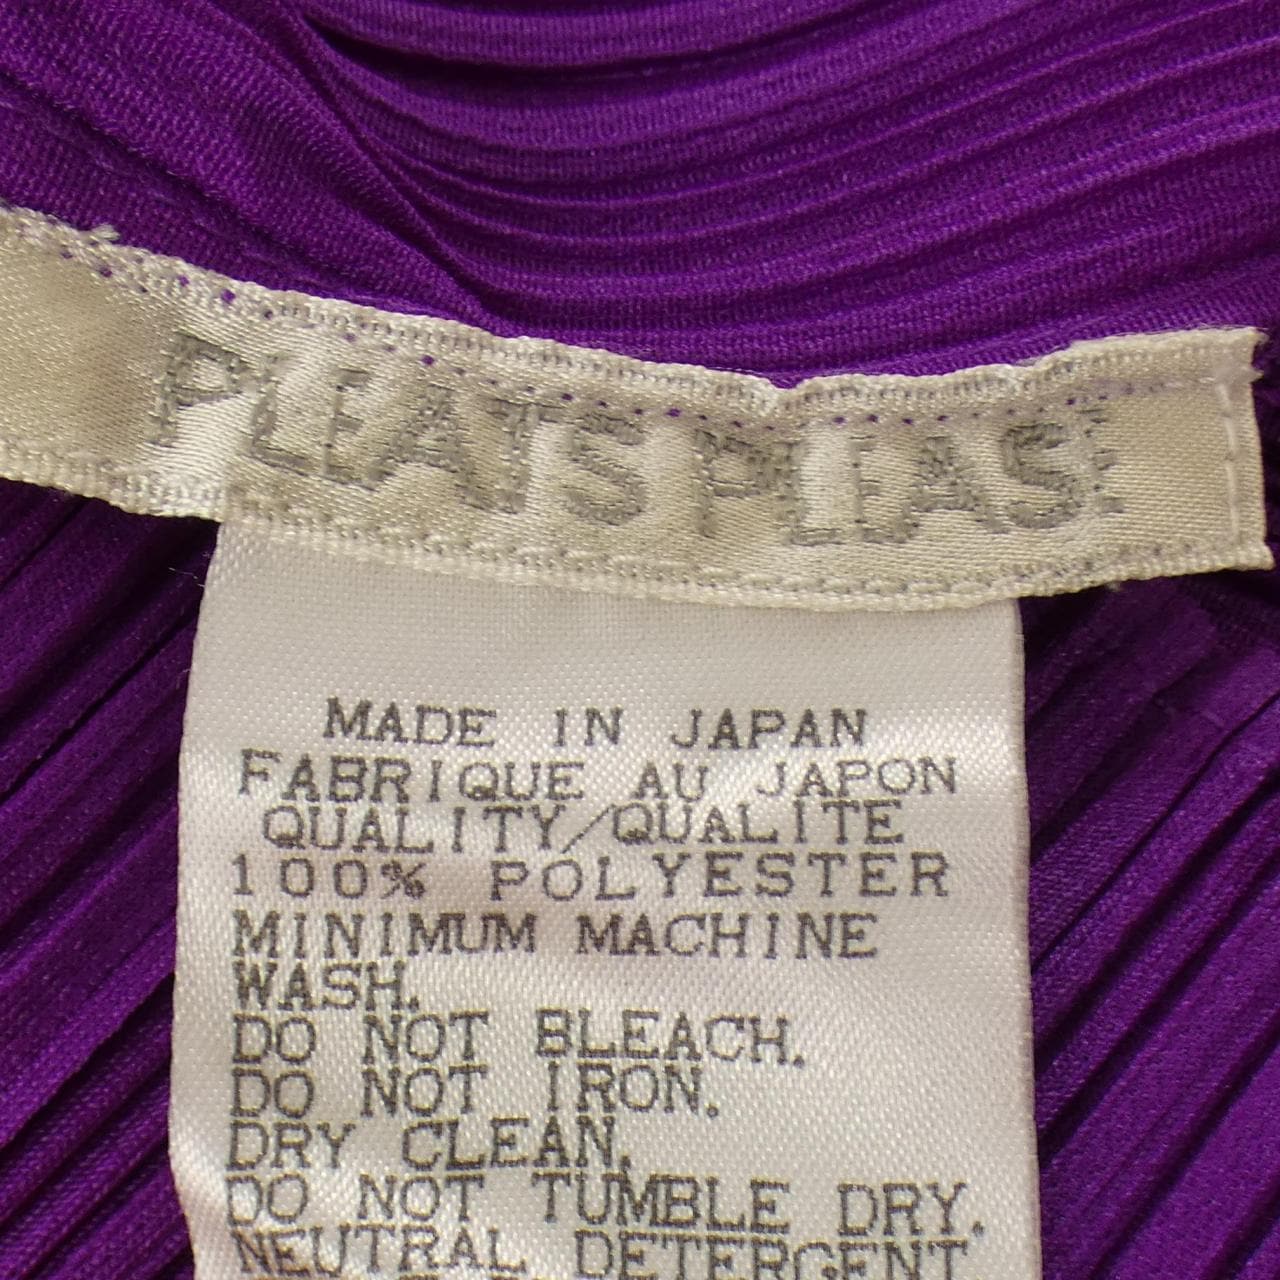 PLEATS PLEAS
MADE IN JAPAN
FABRIQUE AU JAPON
QUALITY/QUALITE
100% POLYESTER
MINIMUM MACHINE
WASH.
DO NOT BLEACH.
DO NOT IRON.
DRY CLEAN.
DO NOT TUMBLE DRY.
NEUTRAL DETERGENT